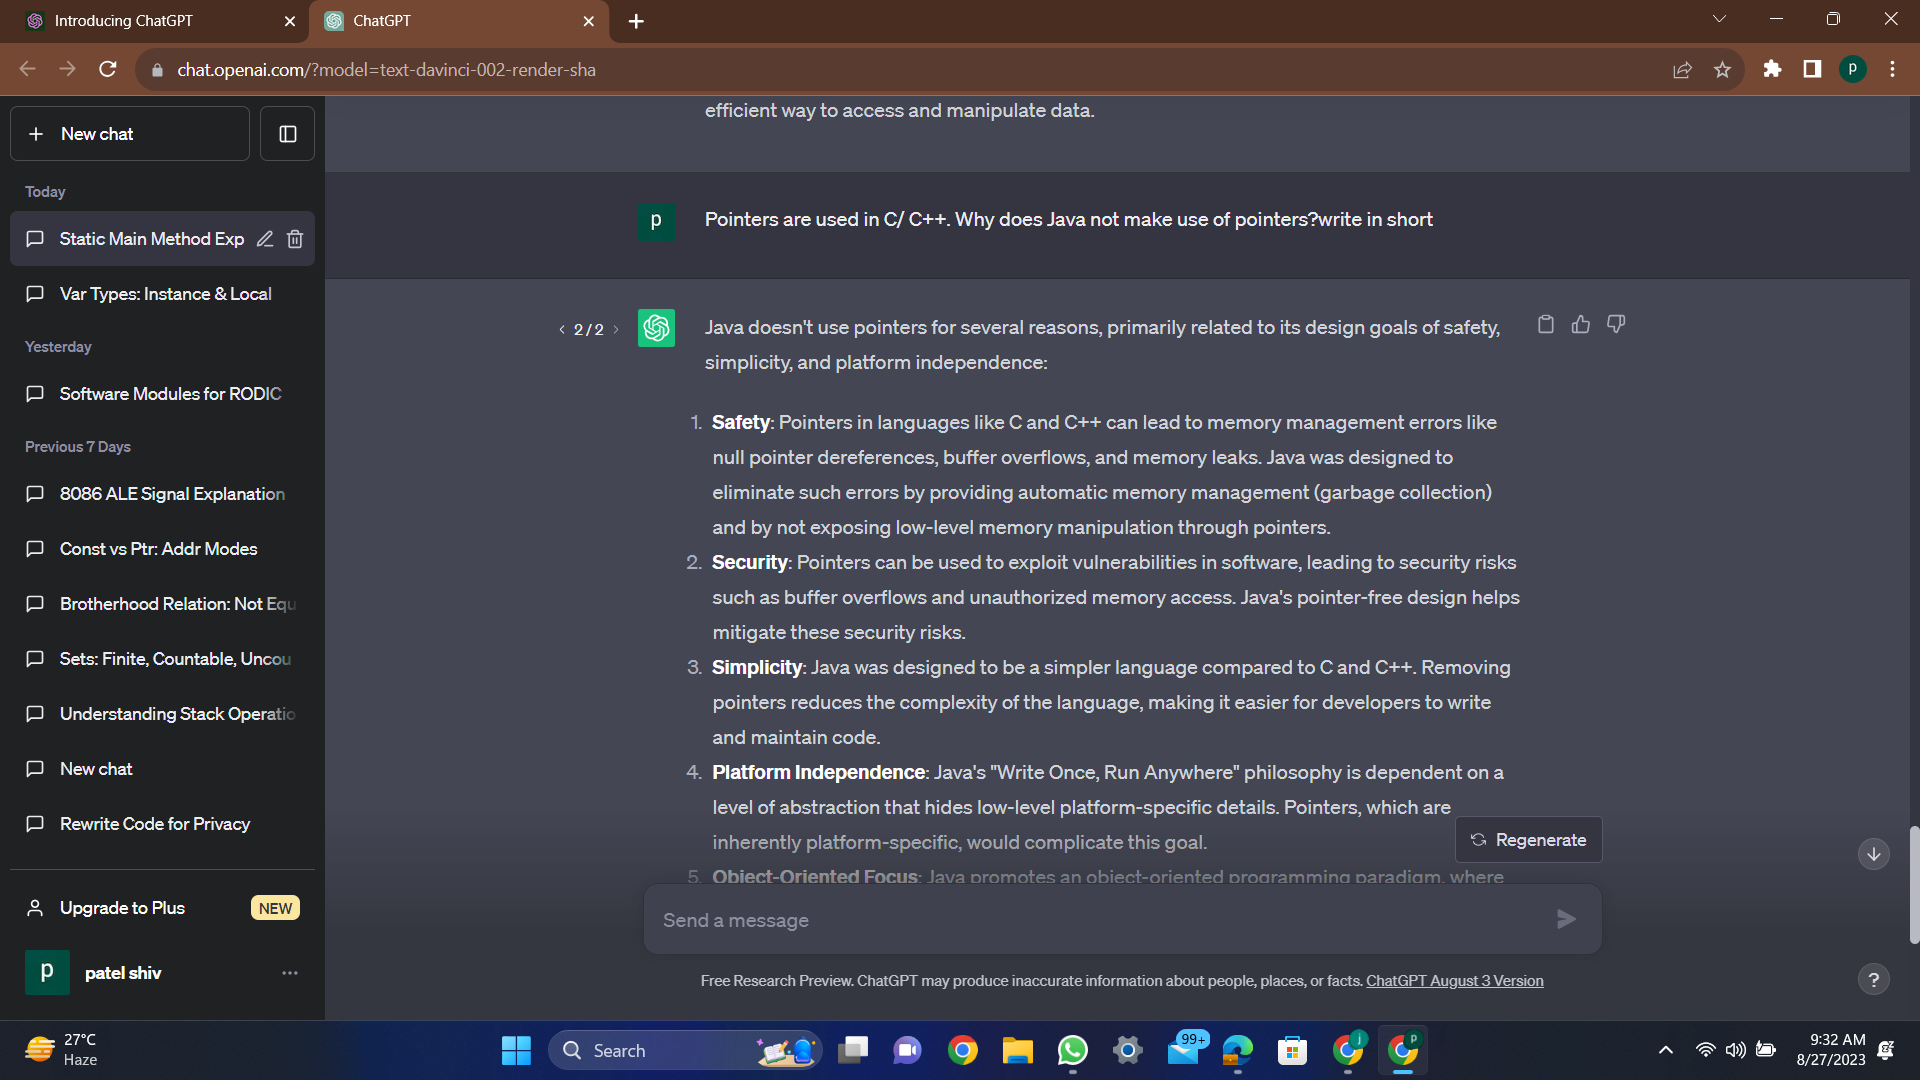 Introducing ChatGPT
ChatGPT
chat.openai.com/?model=text-davinci-002-render-sha
p
New chat
Today
Static Main Method Exp
Var Types: Instance & Local
Yesterday
Software Modules for RODIC
Previous 7 Days
8086 ALE Signal Explanation
Const vs Ptr: Addr Modes
Brotherhood Relation: Not Equ
Sets: Finite, Countable, Uncou
Understanding Stack Operatio
New chat
Rewrite Code for Privacy
Upgrade to Plus NEW
p patel shiv
efficient way to access and manipulate data.
p Pointers are used in C/ C++. Why does Java not make use of pointers?write in short
2 / 2
Java doesn't use pointers for several reasons, primarily related to its design goals of safety,
simplicity, and platform independence:
1. Safety: Pointers in languages like C and C++ can lead to memory management errors like
null pointer dereferences, buffer overflows, and memory leaks. Java was designed to
eliminate such errors by providing automatic memory management (garbage collection)
and by not exposing low-level memory manipulation through pointers.
2. Security: Pointers can be used to exploit vulnerabilities in software, leading to security risks
such as buffer overflows and unauthorized memory access. Java's pointer-free design helps
mitigate these security risks.
3. Simplicity: Java was designed to be a simpler language compared to C and C++. Removing
pointers reduces the complexity of the language, making it easier for developers to write
and maintain code.
4. Platform Independence: Java's "Write Once, Run Anywhere" philosophy is dependent on a
level of abstraction that hides low-level platform-specific details. Pointers, which are
inherently platform-specific, would complicate this goal.
5. Object-Oriented Focus: Java promotes an object-oriented programming paradigm, where
Regenerate
Send a message
Free Research Preview. ChatGPT may produce inaccurate information about people, places, or facts. ChatGPT August 3 Version
?
27°C
Haze
Search
99+
j
p
9:32 AM
8/27/2023